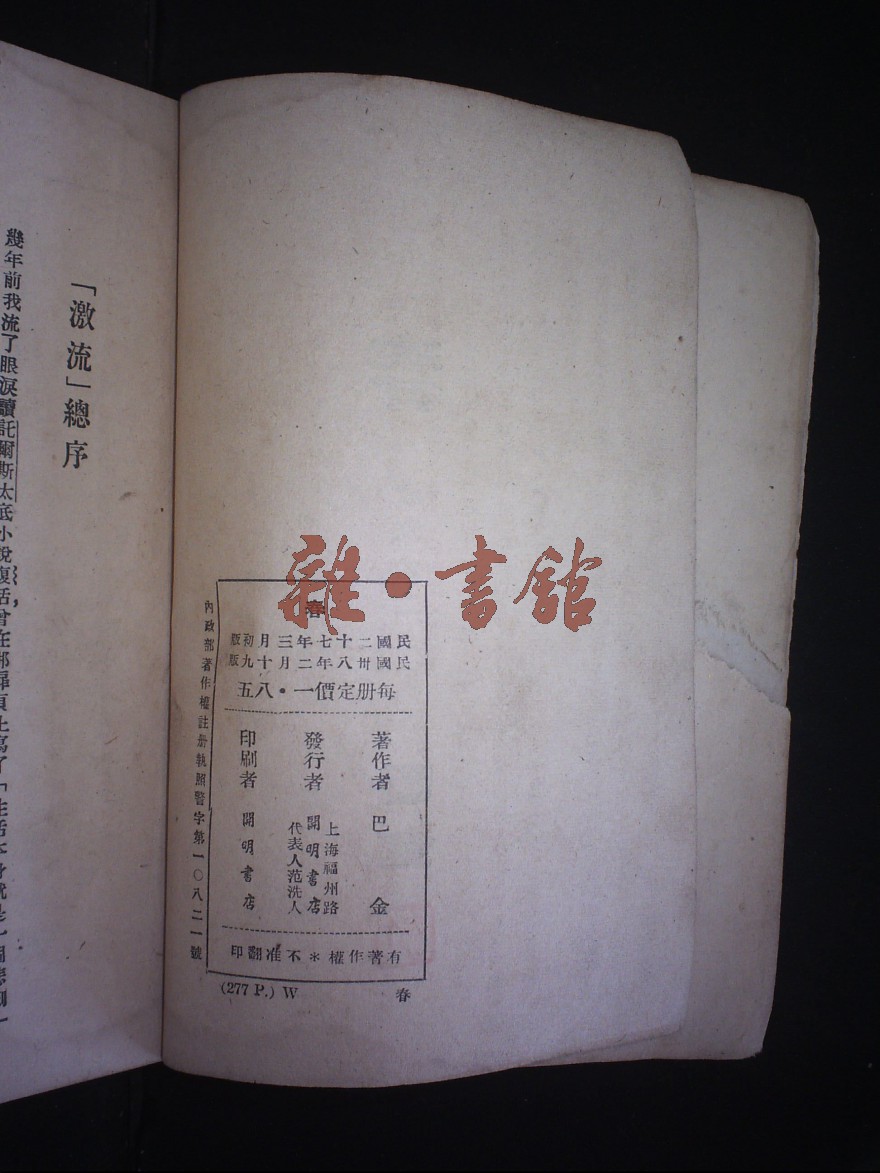 春
民國二十七年三月初版
民國卅八年二月十九版
每册定價一·八五
著作者 巴金
發行者 上海福州路
開明書店
代表人范洗人
印刷者 開明書店
有著作權＊不准翻印
內政部著作權註册執照警字第一〇八二一號
(277 P.) W 春
「激流」總序
幾年前我流了眼淚讀託爾斯太底小說復活，曾在那扉頁上寫了「生活本身就是一個悲劇
雜·書館